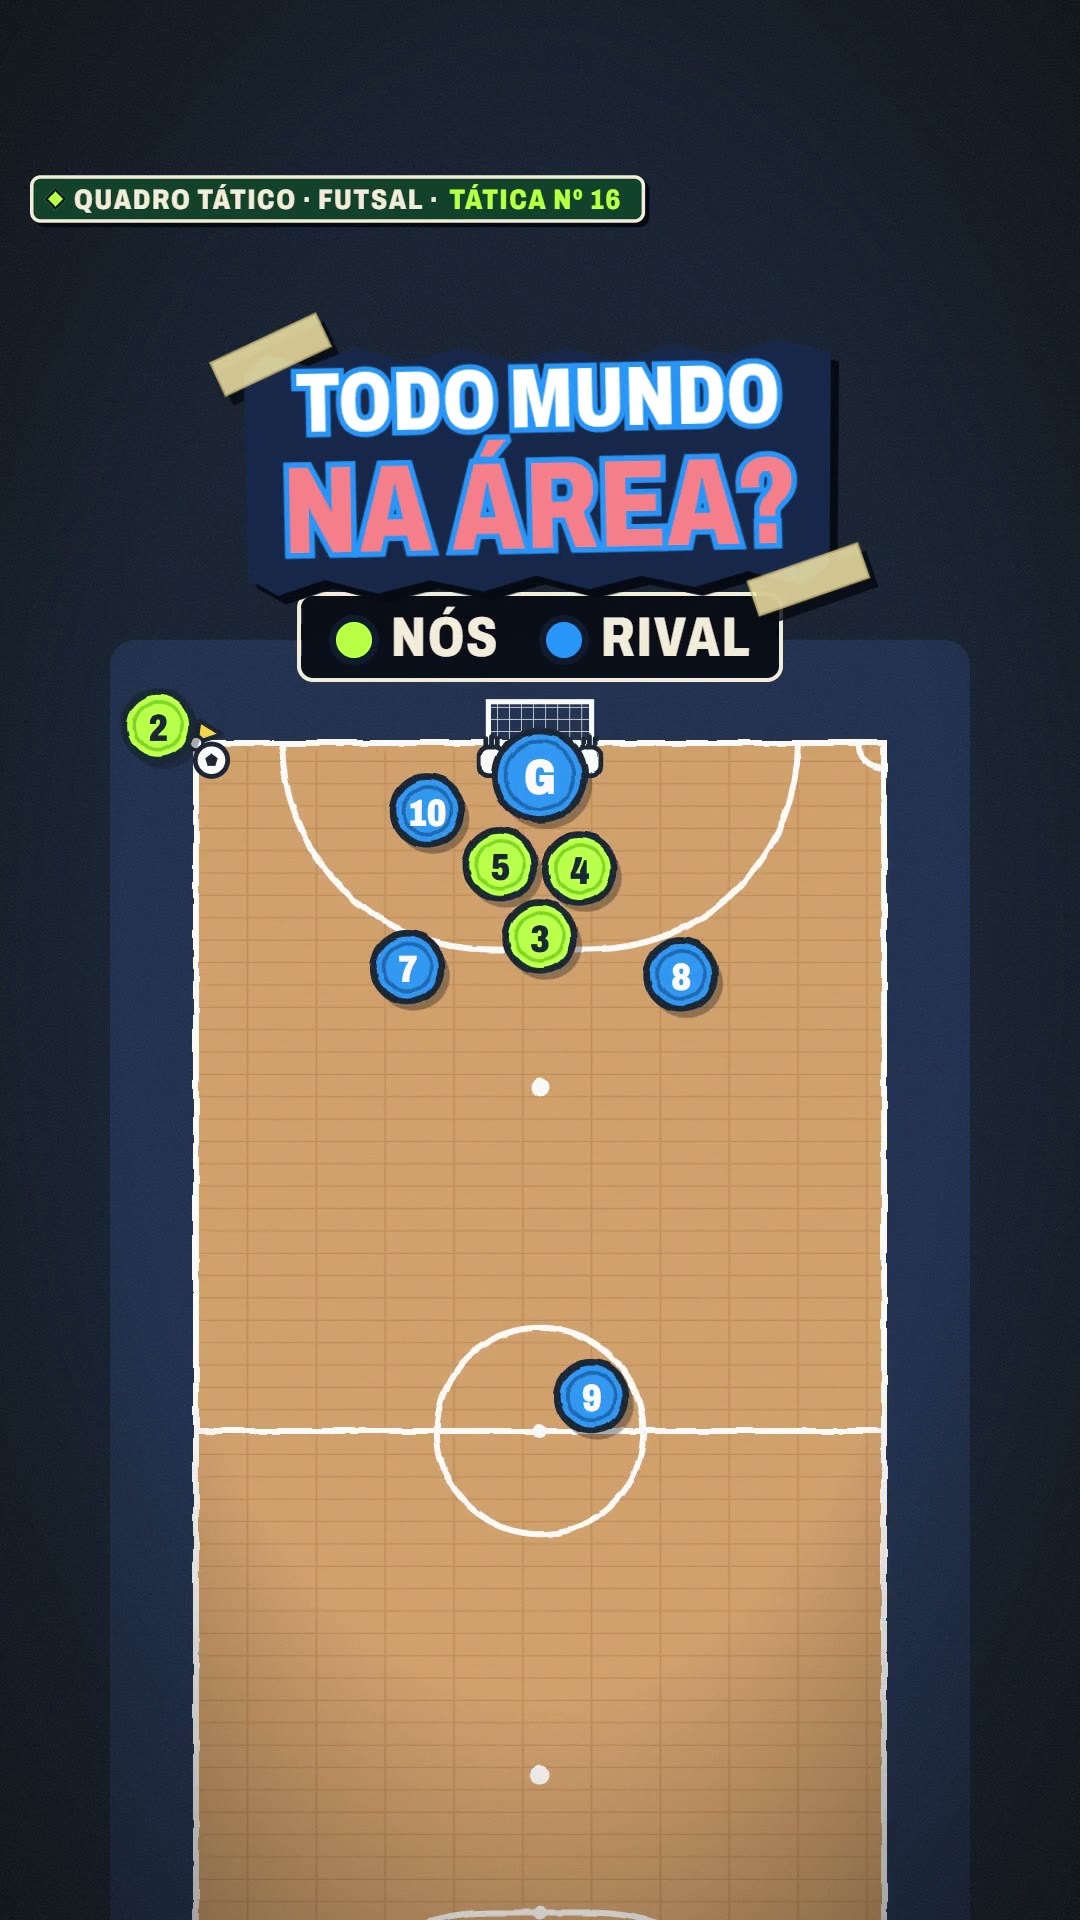 QUADRO TÁTICO · FUTSAL · TÁTICA Nº 16
TODO MUNDO
NA ÁREA?
NÓS RIVAL
2
G
10
5 4
3
7
8
9